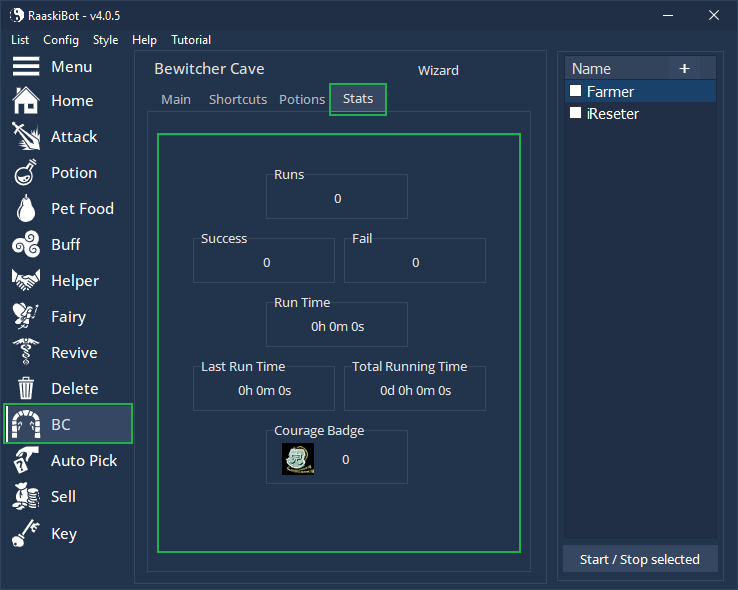 RaaskiBot - v4.0.5
List Config Style Help Tutorial
Menu
Home
Attack
Potion
Pet Food
Buff
Helper
Fairy
Revive
Delete
BC
Auto Pick
Sell
Key
Bewitcher Cave
Wizard
Main Shortcuts Potions Stats
Runs
0
Success
0
Fail
0
Run Time
0h 0m 0s
Last Run Time
0h 0m 0s
Total Running Time
0d 0h 0m 0s
Courage Badge
0
Name +
Farmer
iReseter
Start / Stop selected